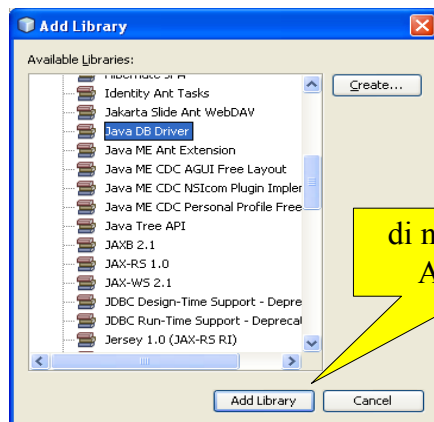 Add Library
Available Libraries:
Identity Ant Tasks
Create...
Jakarta Slide Ant WebDAV
Java DB Driver
Java ME Ant Extension
Java ME CDC AGUI Free Layout
Java ME CDC NSIcom Plugin Impler
Java ME CDC Personal Profile Free
Java Tree API
JAXB 2.1
JAX-RS 1.0
JAX-WS 2.1
JDBC Design-Time Support - Depre
JDBC Run-Time Support - Deprecat
Jersey 1.0 (JAX-RS RI)
di
A
Add Library
Cancel